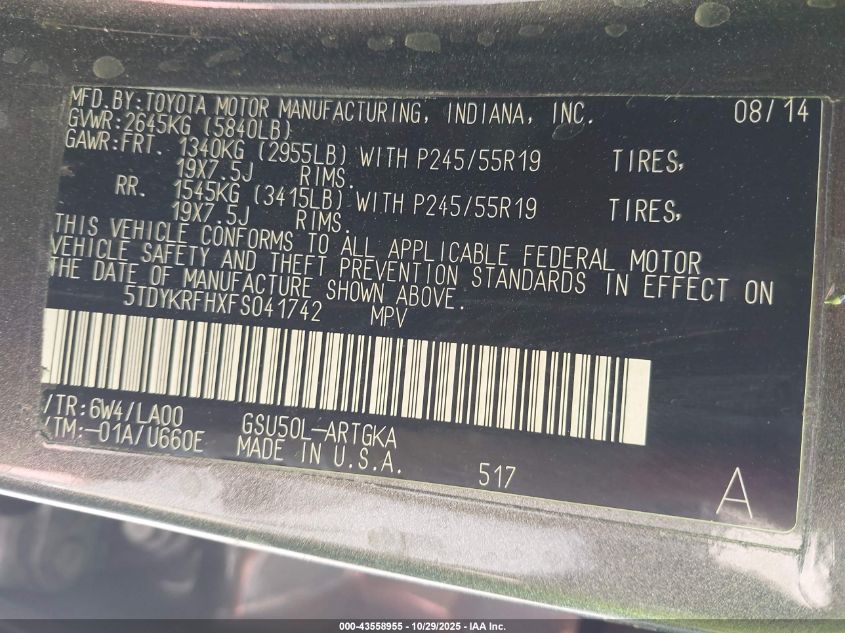 MFD.BY:TOYOTA MOTOR MANUFACTURING, INDIANA, INC. 08/14
GVWR:2645KG (5840LB)
GAWR:FRT. 1340KG (2955LB) WITH P245/55R19 TIRES,
19X7.5J RIMS.
RR. 1545KG (3415LB) WITH P245/55R19 TIRES,
19X7.5J RIMS.
THIS VEHICLE CONFORMS TO ALL APPLICABLE FEDERAL MOTOR
VEHICLE SAFETY AND THEFT PREVENTION STANDARDS IN EFFECT ON
THE DATE OF MANUFACTURE SHOWN ABOVE.
5TDYKRFHXFS041742 MPV
/TR:6W4/LA00 GSU50L-ARTGKA
/TM:-01A/U660E MADE IN U.S.A. 517 A
000-43558955 - 10/29/2025 - IAA Inc.